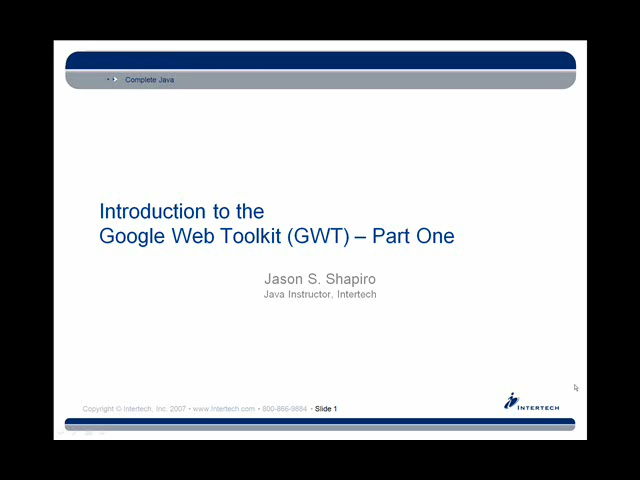 Complete Java
Introduction to the
Google Web Toolkit (GWT) – Part One
Jason S. Shapiro
Java Instructor, Intertech
Copyright © Intertech, Inc. 2007 • www.Intertech.com • 800-866-9884 • Slide 1
INTERTECH